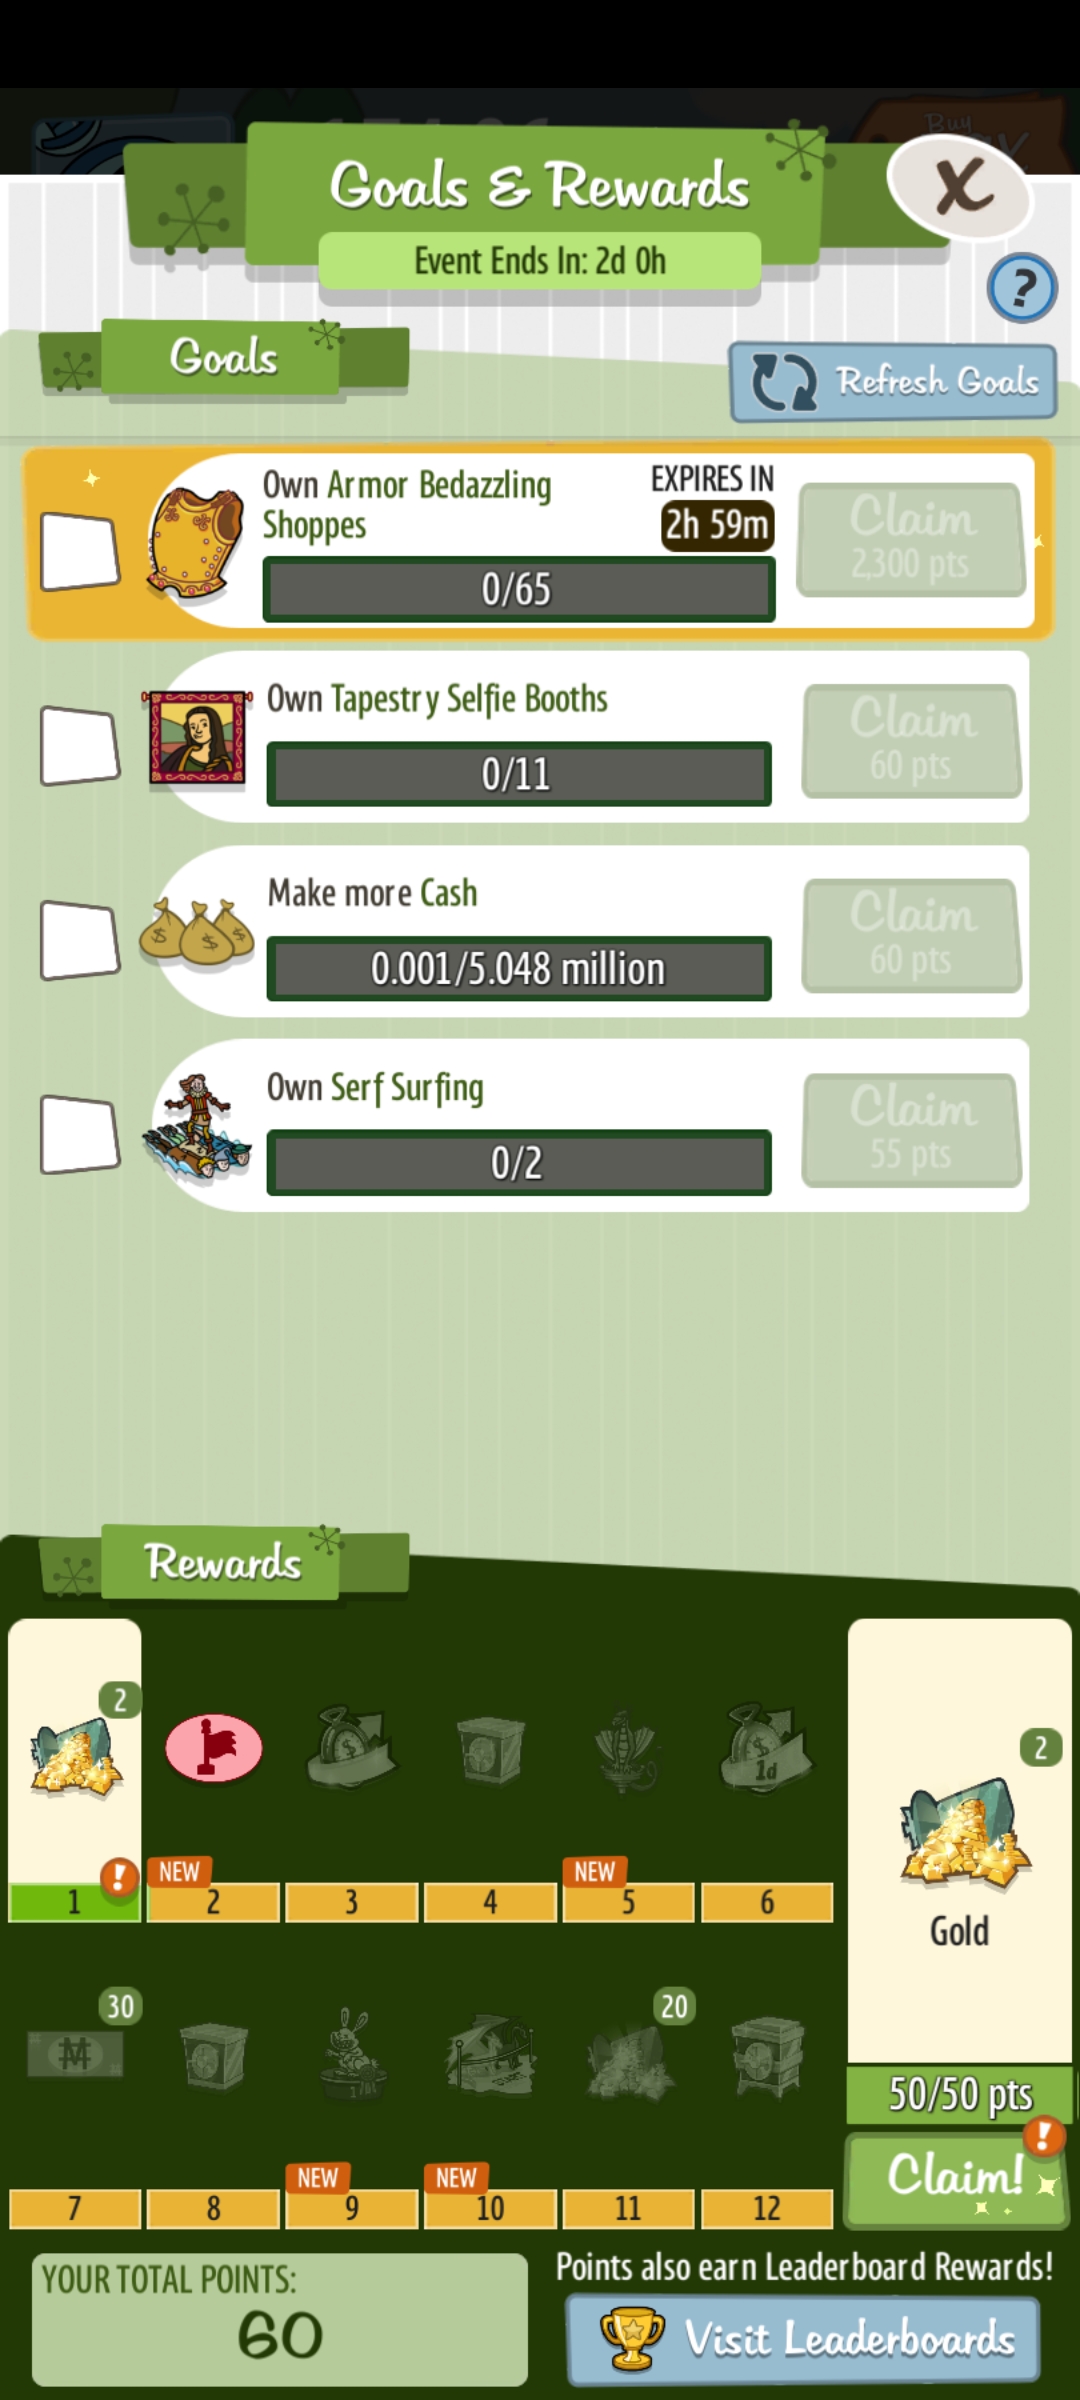 Buy
Goals & Rewards
X
Event Ends In: 2d 0h
?
Goals
Refresh Goals
Own Armor Bedazzling
Shoppes
EXPIRES IN
2h 59m
0/65
Claim
2,300 pts
Own Tapestry Selfie Booths
0/11
Claim
60 pts
Make more Cash
0.001/5.048 million
Claim
60 pts
Own Serf Surfing
0/2
Claim
55 pts
Rewards
2
1d
2
Gold
!
NEW
NEW
1
2
3
4
5
6
30
20
50/50 pts
!
Claim!
NEW
NEW
7
8
9
10
11
12
YOUR TOTAL POINTS:
60
Points also earn Leaderboard Rewards!
Visit Leaderboards